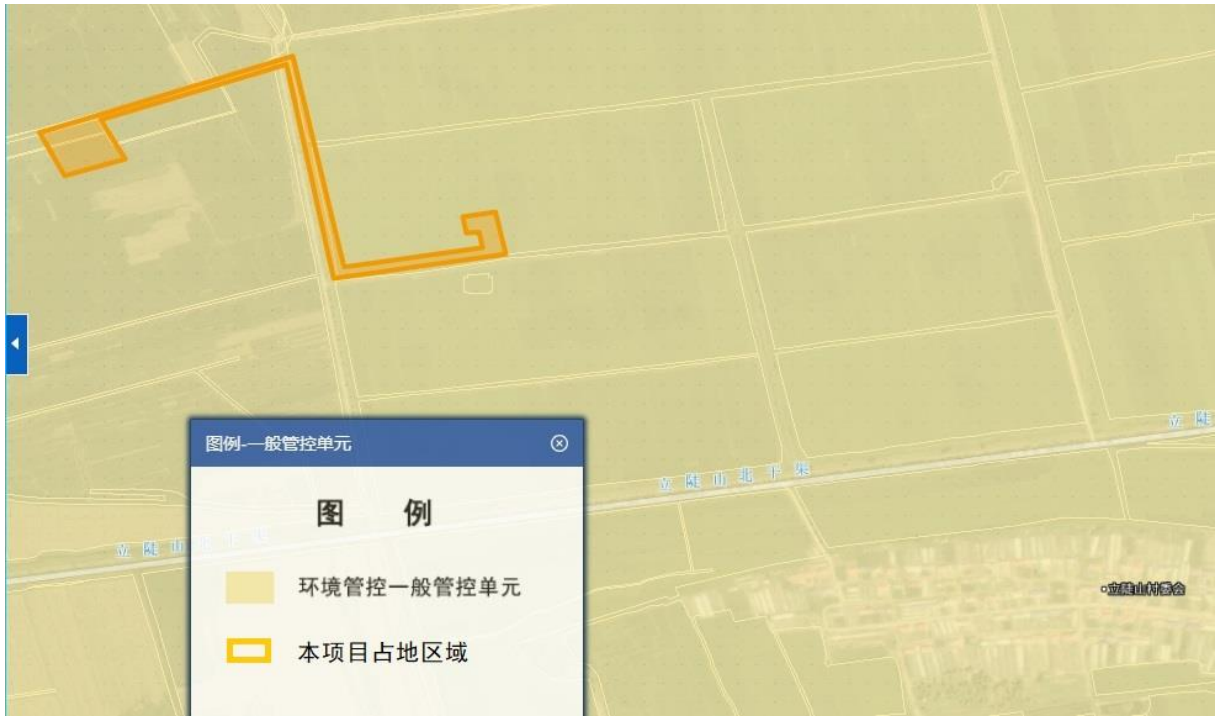 立 陡
立 陡 山 北 干 渠
立 陡 山 北 干 渠
立陡山村委会
图例-一般管控单元
图 例
环境管控一般管控单元
本项目占地区域